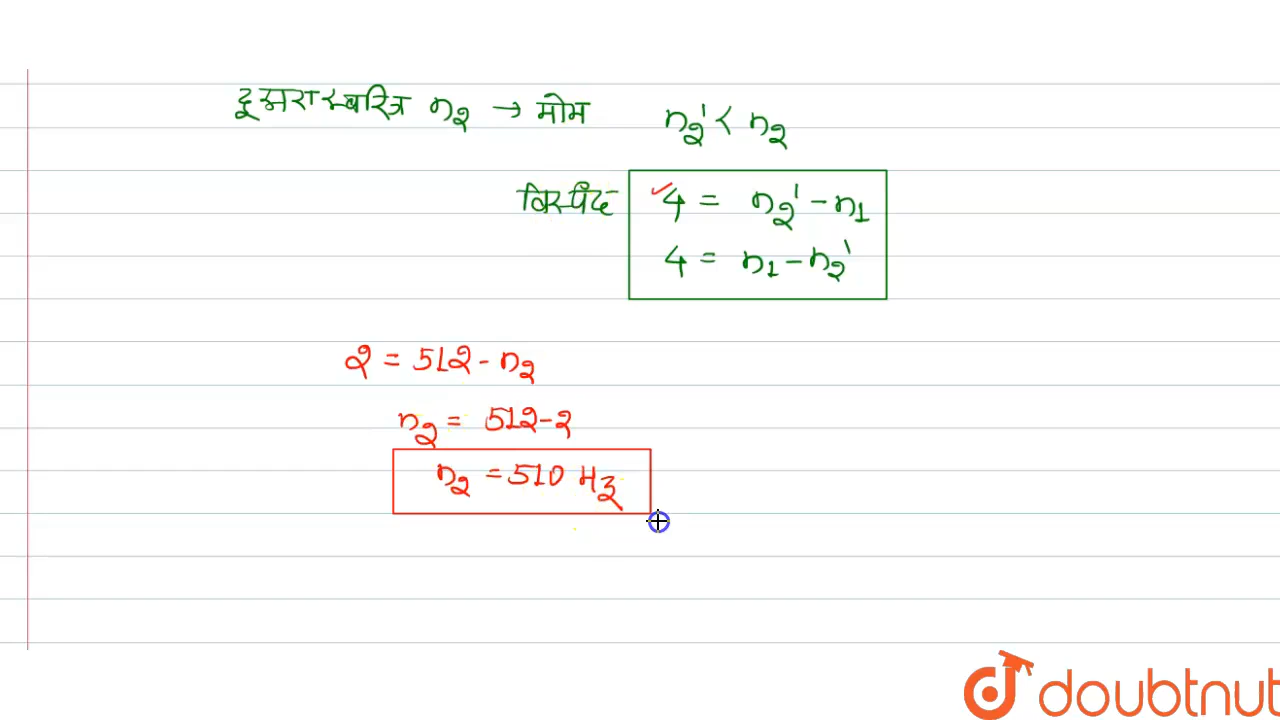 दूसरा स्वरित्र n₂ → मोम n₂' < n₂
विस्पंद ✓4 = n₂' - n₁
4 = n₁ - n₂'
2 = 512 - n₂
n₂ = 512 - 2
n₂ = 510 Hz
doubtnut